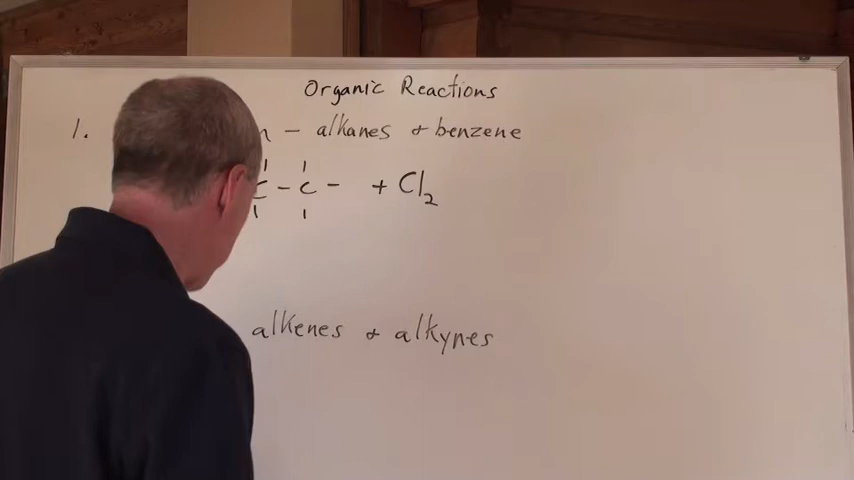 Organic Reactions
1. n - alkanes & benzene
C - C - + Cl2
alkenes & alkynes